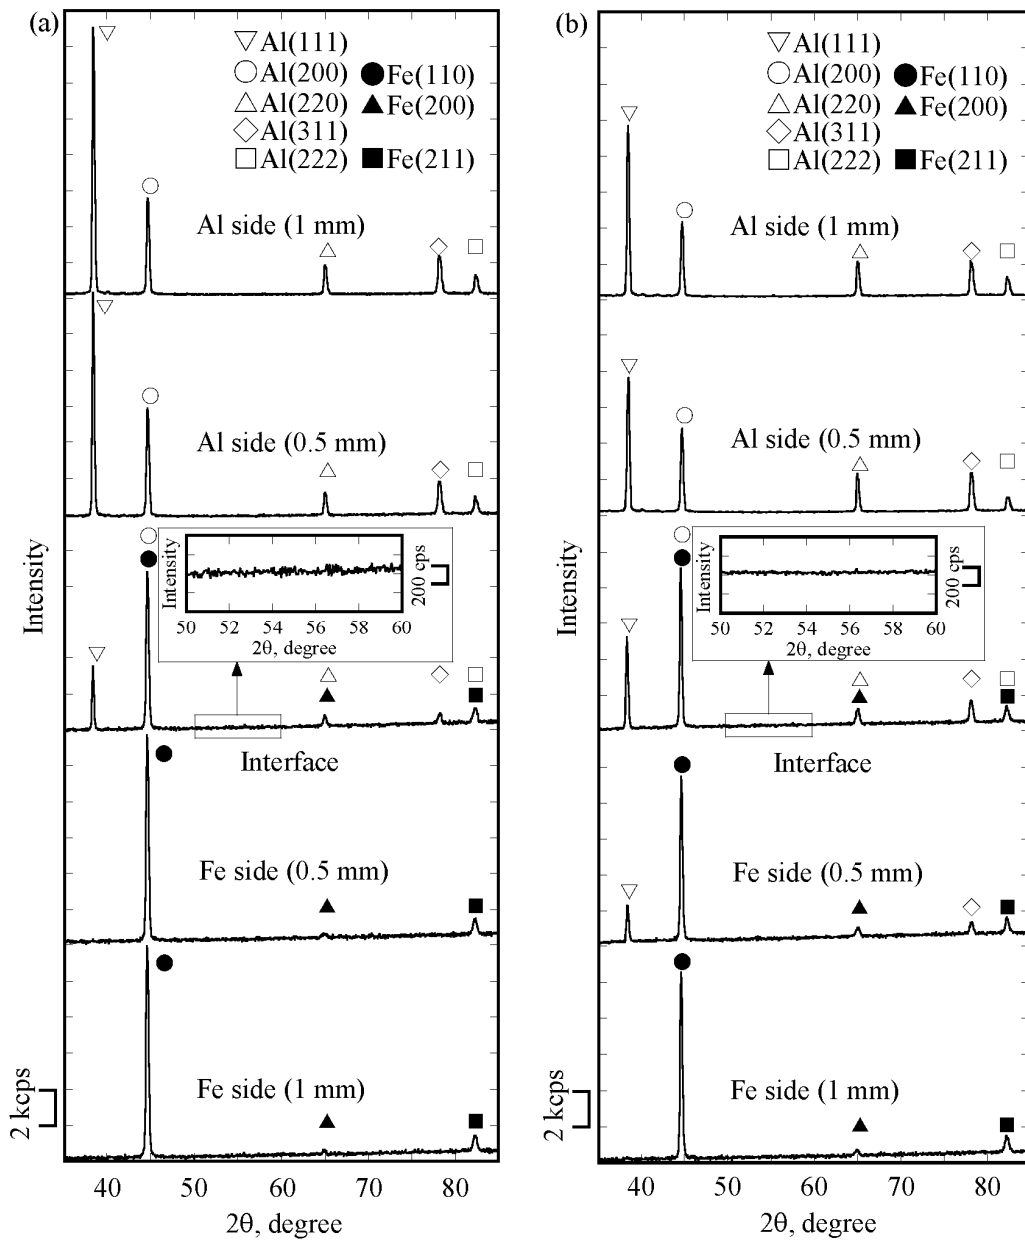 (a)
Al(111)
Al(200) Fe(110)
Al(220) Fe(200)
Al(311)
Al(222) Fe(211)
Al side (1 mm)
Al side (0.5 mm)
Intensity
Intensity
200 cps
50 52 54 56 58 60
2θ, degree
Interface
Fe side (0.5 mm)
Fe side (1 mm)
2 kcps
40 50 60 70 80
2θ, degree
(b)
Al(111)
Al(200) Fe(110)
Al(220) Fe(200)
Al(311)
Al(222) Fe(211)
Al side (1 mm)
Al side (0.5 mm)
Intensity
Intensity
200 cps
50 52 54 56 58 60
2θ, degree
Interface
Fe side (0.5 mm)
Fe side (1 mm)
2 kcps
40 50 60 70 80
2θ, degree